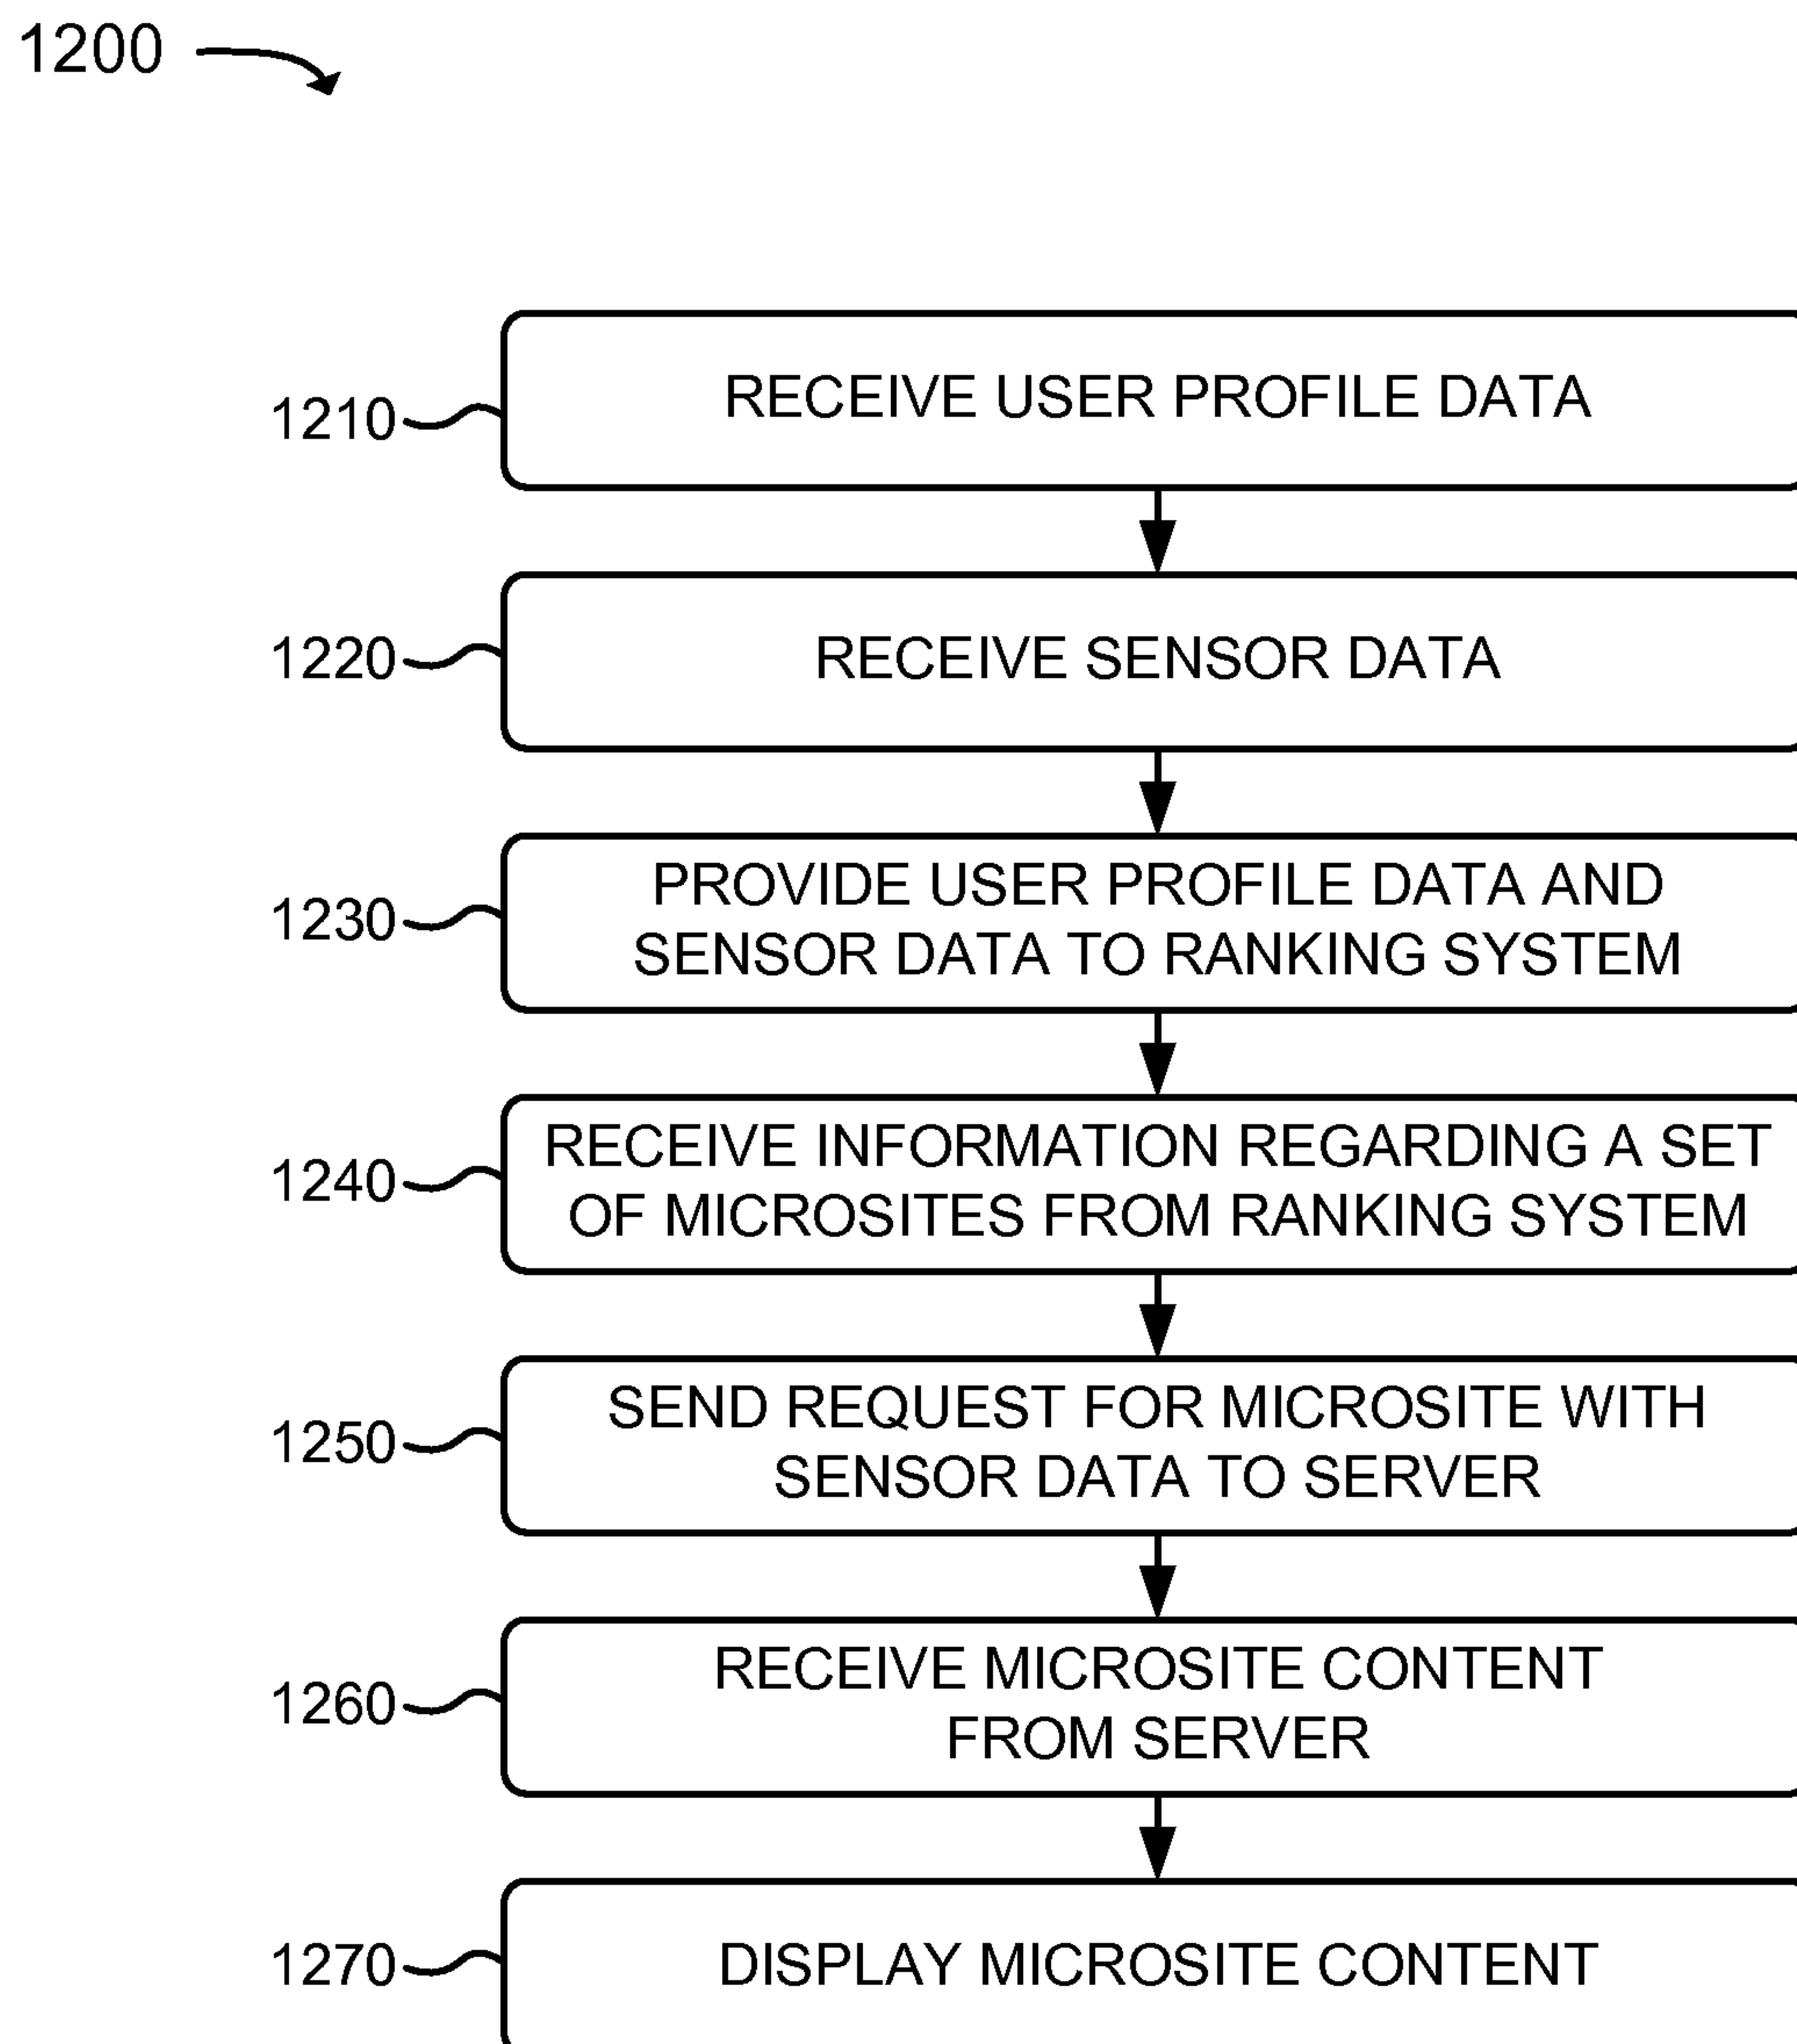 1200
1210
RECEIVE USER PROFILE DATA
1220
RECEIVE SENSOR DATA
1230
PROVIDE USER PROFILE DATA AND
SENSOR DATA TO RANKING SYSTEM
1240
RECEIVE INFORMATION REGARDING A SET
OF MICROSITES FROM RANKING SYSTEM
1250
SEND REQUEST FOR MICROSITE WITH
SENSOR DATA TO SERVER
1260
RECEIVE MICROSITE CONTENT
FROM SERVER
1270
DISPLAY MICROSITE CONTENT